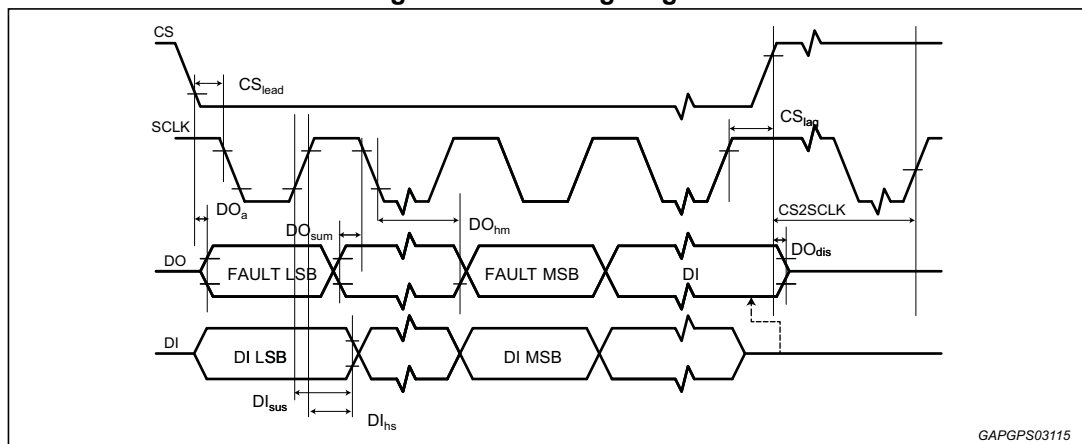 CS
CSlead
SCLK
CSlag
DOa
DOsum
DOhm
CS2SCLK
DOdis
DO
FAULT LSB
FAULT MSB
DI
DI
DI LSB
DI MSB
DIsus
DIhs
GAPGPS03115